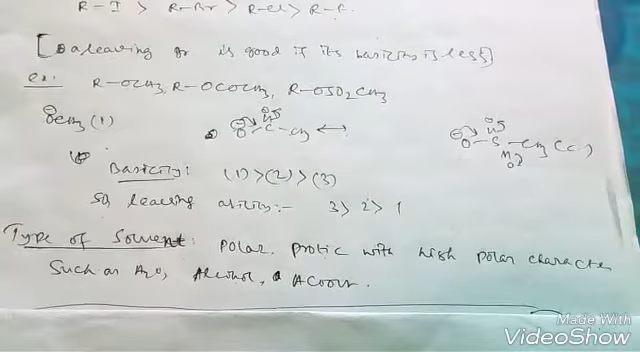 R-I > R-Br > R-Cl > R-F.
[a leaving gr is good if its basicity is less]
ex: R-OCH3, R-OCOCH3, R-OSO2CH3
⊖OCH3 (1) ⊖O-C-CH3 ↔ ⊖O-S-CH3
O
Basicity: (1)>(2)>(3)
So, leaving ability:- 3 > 2 > 1
Type of Solvent: Polar protic with high polar character
Such as H2O, Alcohol,
Made With
VideoShow